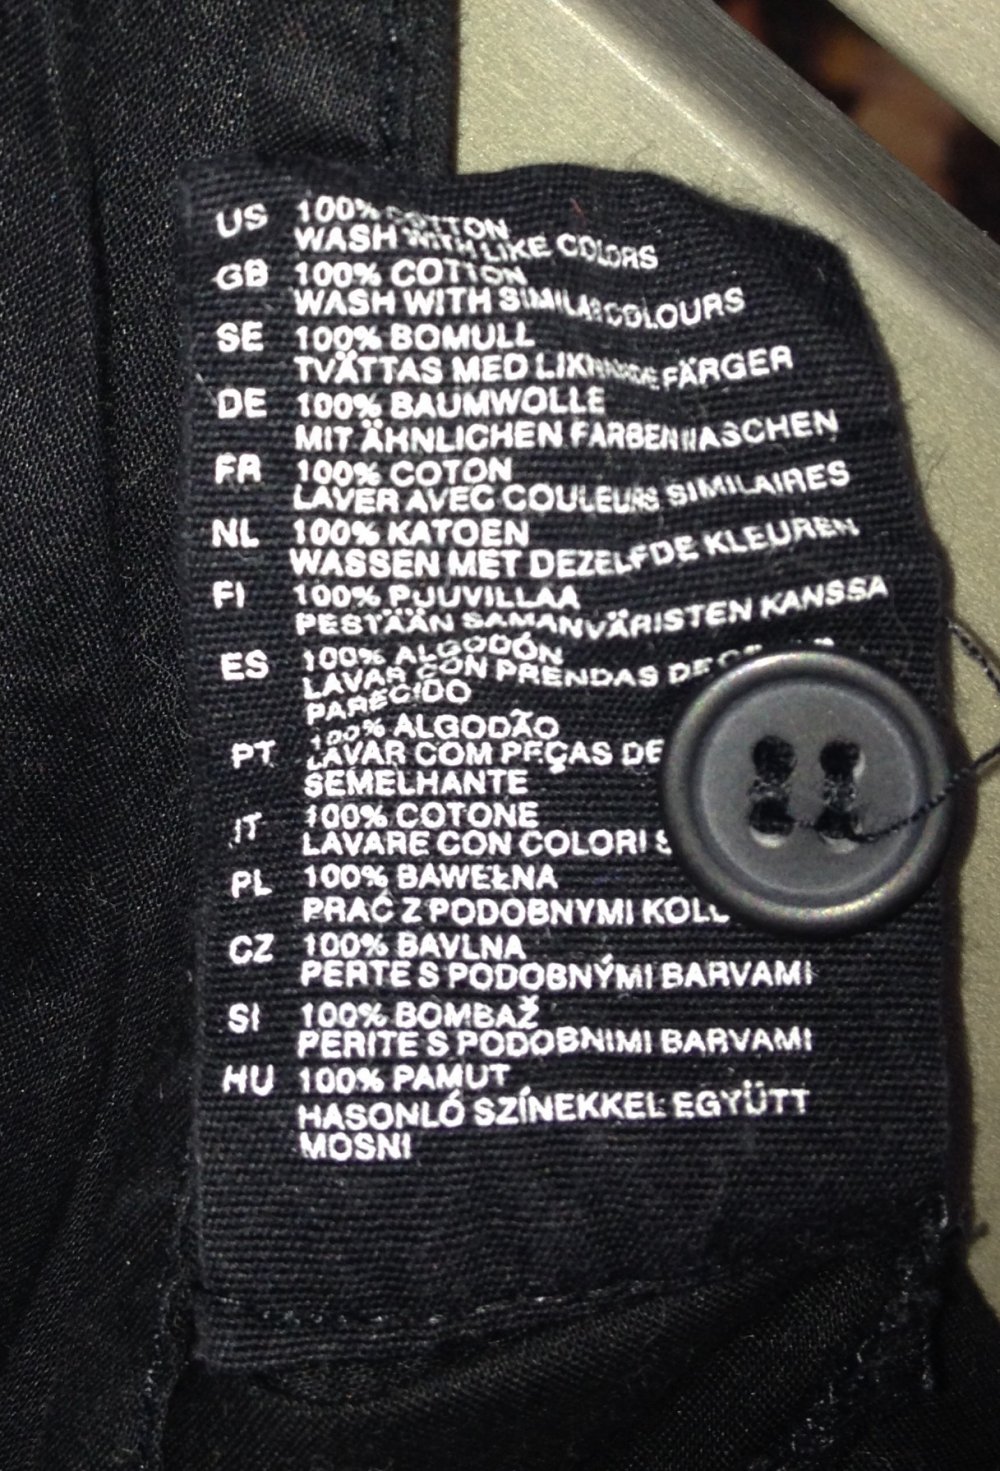 US 100% COTTON
WASH WITH LIKE COLORS
GB 100% COTTON
WASH WITH SIMILAR COLOURS
SE 100% BOMULL
TVÄTTAS MED LIKNANDE FÄRGER
DE 100% BAUMWOLLE
MIT ÄHNLICHEN FARBEN WASCHEN
FR 100% COTON
LAVER AVEC COULEURS SIMILAIRES
NL 100% KATOEN
WASSEN MET DEZELFDE KLEUREN
FI 100% PUUVILLAA
PESTÄÄN SAMANVÄRISTEN KANSSA
ES 100% ALGODÓN
LAVAR CON PRENDAS DE
PARECIDO
PT 100% ALGODÃO
LAVAR COM PEÇAS DE
SEMELHANTE
IT 100% COTONE
LAVARE CON COLORI
PL 100% BAWEŁNA
PRAĆ Z PODOBNYMI
CZ 100% BAVLNA
PERTE S PODOBNÝMI BARVAMI
SI 100% BOMBAŽ
PERITE S PODOBNIMI BARVAMI
HU 100% PAMUT
HASONLÓ SZÍNEKKEL EGYÜTT
MOSNI